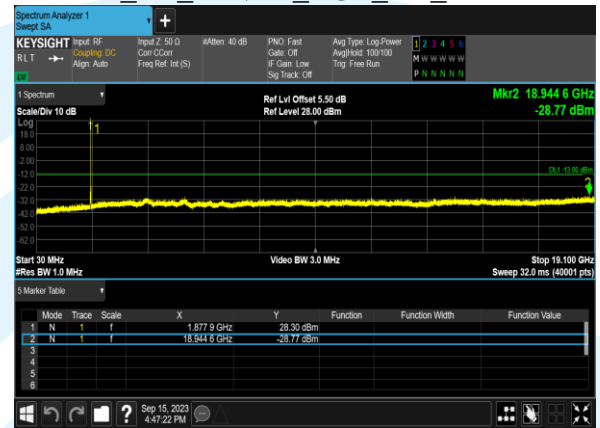 Spectrum Analyzer 1
Swept SA
+
KEYSIGHT Input: RF Input Z: 50 Ω #Atten: 40 dB PNO: Fast Avg Type: Log-Power 1 2 3 4 5 6
RLT Coupling: DC Corr CCorr Gate: Off Avg|Hold: 100/100 M W W W W W
Align: Auto Freq Ref: Int (S) IF Gain: Low Trig: Free Run
Sig Track: Off P N N N N N
1 Spectrum Ref Lvl Offset 5.50 dB Mkr2 18.944 6 GHz
Scale/Div 10 dB Ref Level 28.00 dBm -28.77 dBm
Log
1
18.0
8.00
-2.00
DL1 -13.00 dBm
-12.0
-22.0
2
-32.0
-42.0
-52.0
-62.0
Start 30 MHz Video BW 3.0 MHz Stop 19.100 GHz
#Res BW 1.0 MHz Sweep 32.0 ms (40001 pts)
5 Marker Table
Mode Trace Scale X Y Function Function Width Function Value
1 N 1 f 1.877 9 GHz 28.30 dBm
2 N 1 f 18.944 6 GHz -28.77 dBm
3
4
5
6
? Sep 15, 2023
4:47:22 PM